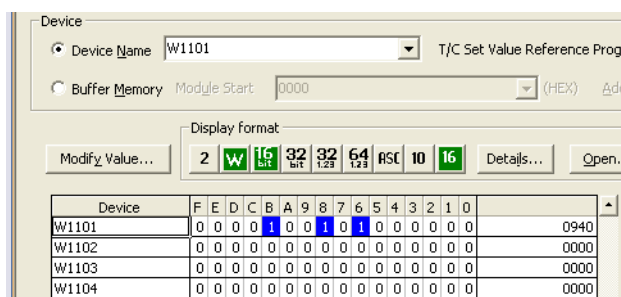 Device
Device Name W1101 T/C Set Value Reference Prog
Buffer Memory Module Start 0000 (HEX) Add
Display format
Modify Value... 2 W 16 bit 32 bit 32 1.23 64 1.23 ASC 10 16 Details... Open.
Device F E D C B A 9 8 7 6 5 4 3 2 1 0
W1101 0 0 0 0 1 0 0 1 0 1 0 0 0 0 0 0 0940
W1102 0 0 0 0 0 0 0 0 0 0 0 0 0 0 0 0 0000
W1103 0 0 0 0 0 0 0 0 0 0 0 0 0 0 0 0 0000
W1104 0 0 0 0 0 0 0 0 0 0 0 0 0 0 0 0 0000